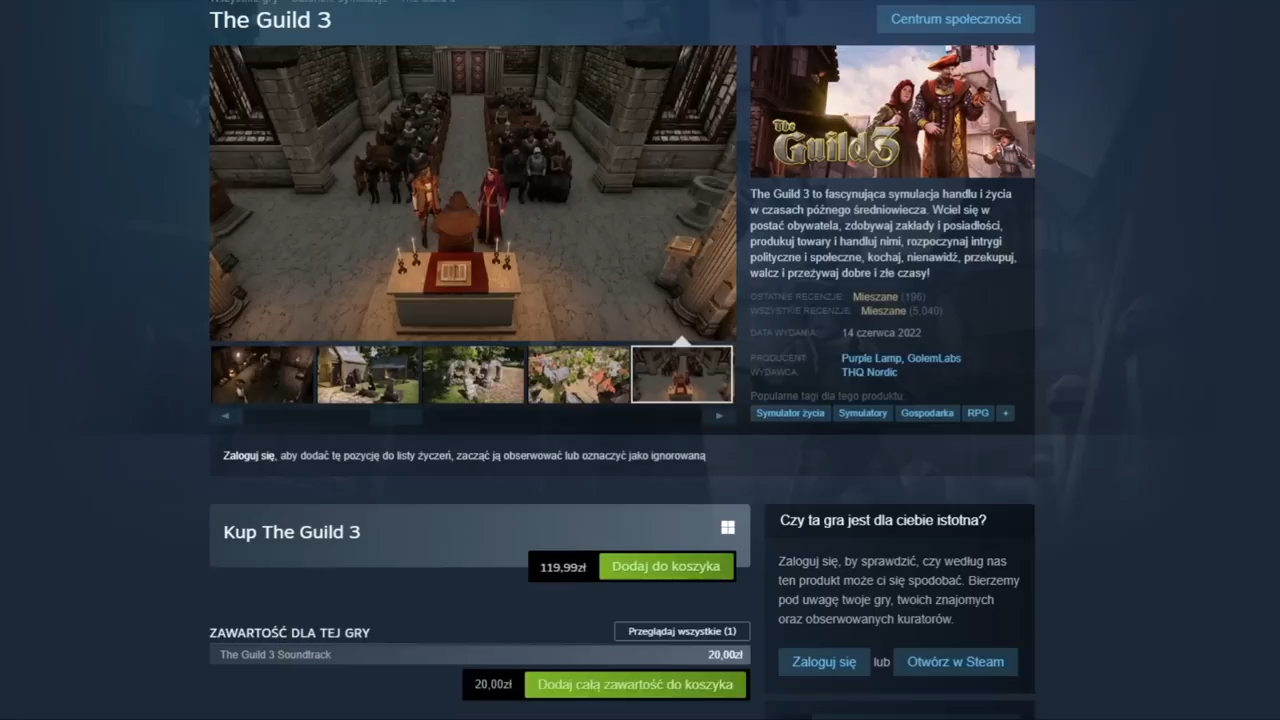 The Guild 3
Centrum społeczności
The
Guild 3
The Guild 3 to fascynująca symulacja handlu i życia
w czasach późnego średniowiecza. Wciel się w
postać obywatela, zdobywaj zakłady i posiadłości,
produkuj towary i handluj nimi, rozpocznaj intrygi
polityczne i społeczne, kochaj, nienawidź, przekupuj,
walcz i przeżywaj dobre i złe czasy!
OSTATNIE RECENZJE: Mieszane (196)
WSZYSTKIE RECENZJE: Mieszane (5,040)
DATA WYDANIA: 14 czerwca 2022
PRODUCENT: Purple Lamp, GolemLabs
WYDAWCA: THQ Nordic
Popularne tagi dla tego produktu:
Symulator życia Symulatory Gospodarka RPG +
Zaloguj się, aby dodać tę pozycję do listy życzeń, zacząć ją obserwować lub oznaczyć jako ignorowaną
Kup The Guild 3
119,99zł Dodaj do koszyka
ZAWARTOŚĆ DLA TEJ GRY
Przeglądaj wszystkie (1)
The Guild 3 Soundtrack 20,00zł
20,00zł Dodaj całą zawartość do koszyka
Czy ta gra jest dla ciebie istotna?
Zaloguj się, by sprawdzić, czy według nas
ten produkt może ci się spodobać. Bierzemy
pod uwagę twoje gry, twoich znajomych
oraz obserwowanych kuratorów.
Zaloguj się lub Otwórz w Steam